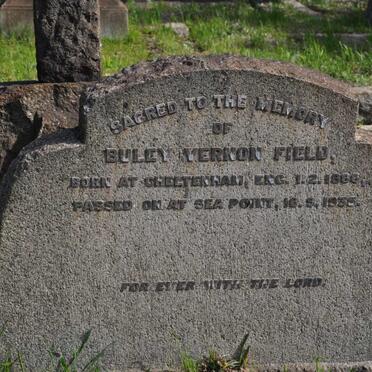 SACRED TO THE MEMORY
OF
BULEY VERNON FIELD,
BORN AT CHELTENHAM, ENG. 1.2.1866,
PASSED ON AT SEA POINT, 16.5.1935.
FOR EVER WITH THE LORD.